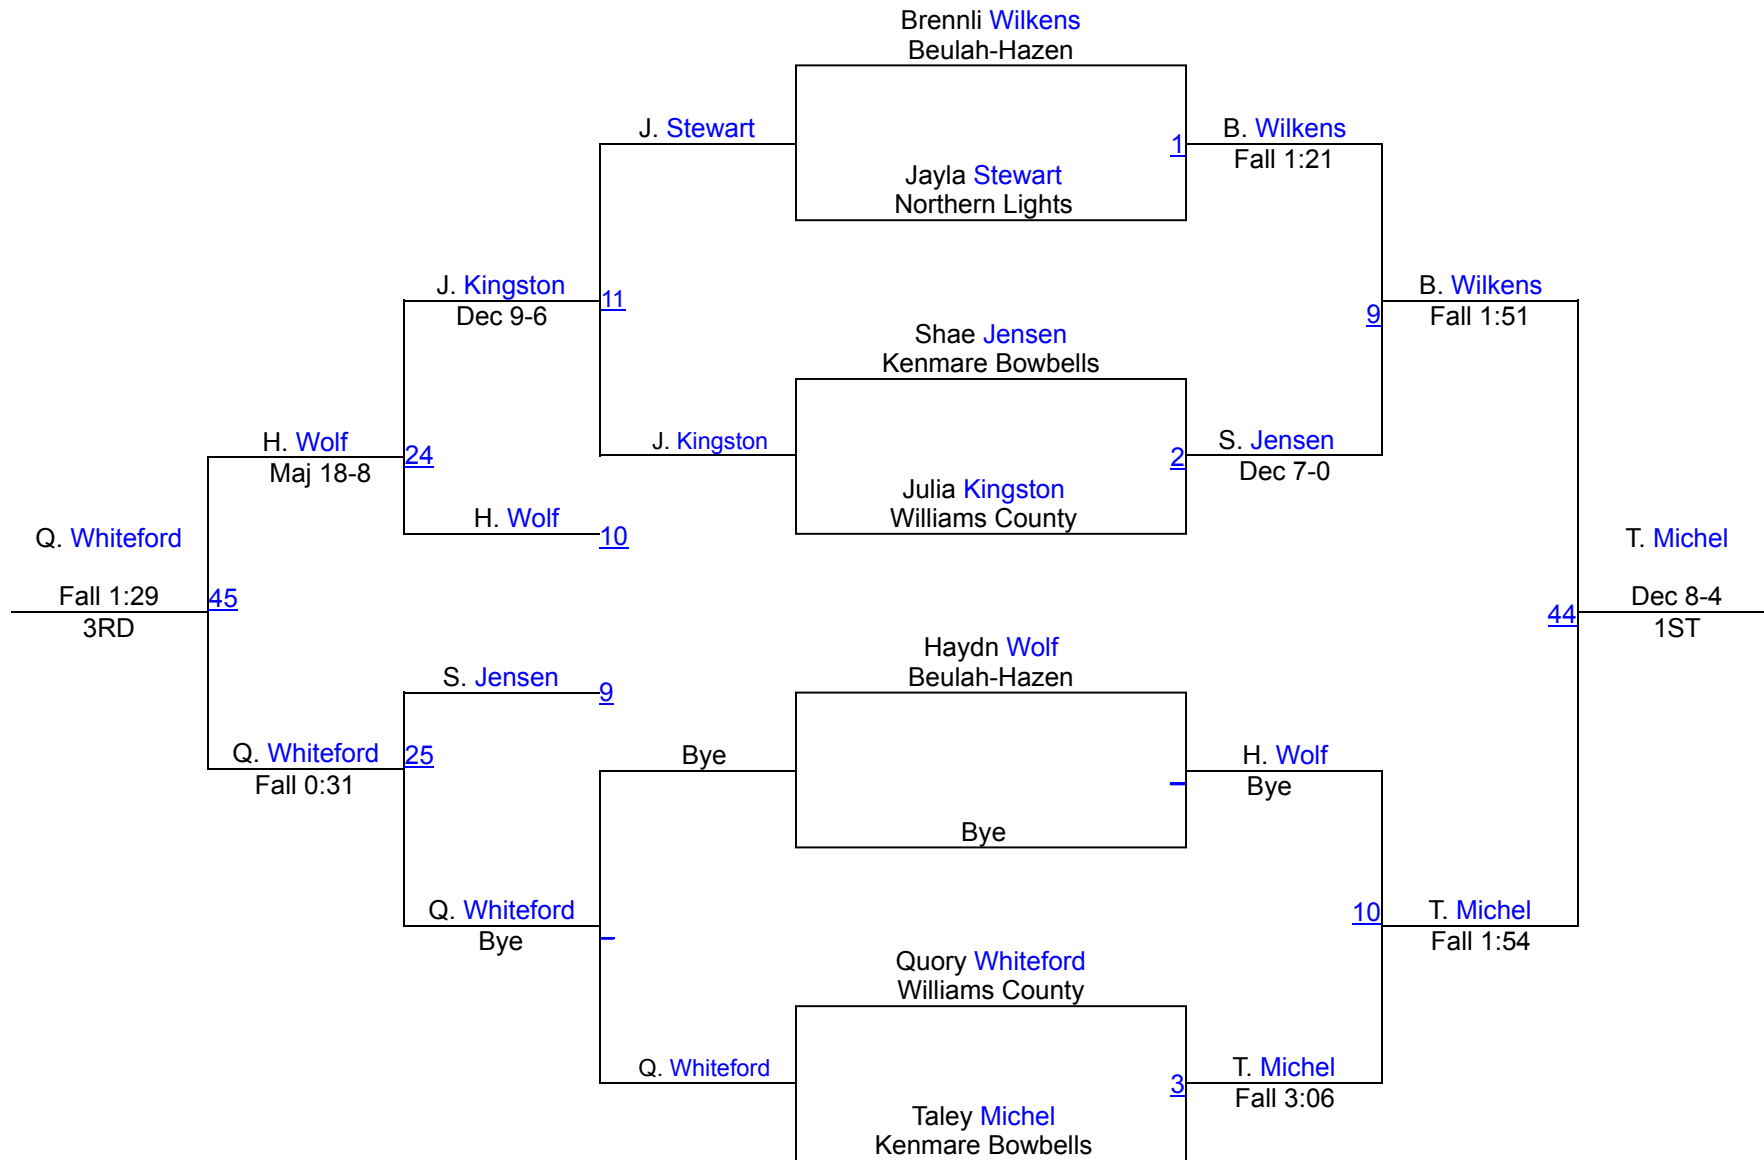 Brennli Wilkens
Beulah-Hazen
J. Stewart
1
B. Wilkens
Fall 1:21
Jayla Stewart
Northern Lights
J. Kingston
Dec 9-6
11
B. Wilkens
Fall 1:51
9
Shae Jensen
Kenmare Bowbells
H. Wolf
Maj 18-8
24
J. Kingston
2
S. Jensen
Dec 7-0
Julia Kingston
Williams County
H. Wolf
10
Q. Whiteford
Fall 1:29
3RD
45
T. Michel
Dec 8-4
1ST
44
Haydn Wolf
Beulah-Hazen
S. Jensen
9
Q. Whiteford
Fall 0:31
25
Bye
H. Wolf
Bye
Bye
Q. Whiteford
Bye
10
T. Michel
Fall 1:54
Quory Whiteford
Williams County
Q. Whiteford
3
T. Michel
Fall 3:06
Taley Michel
Kenmare Bowbells